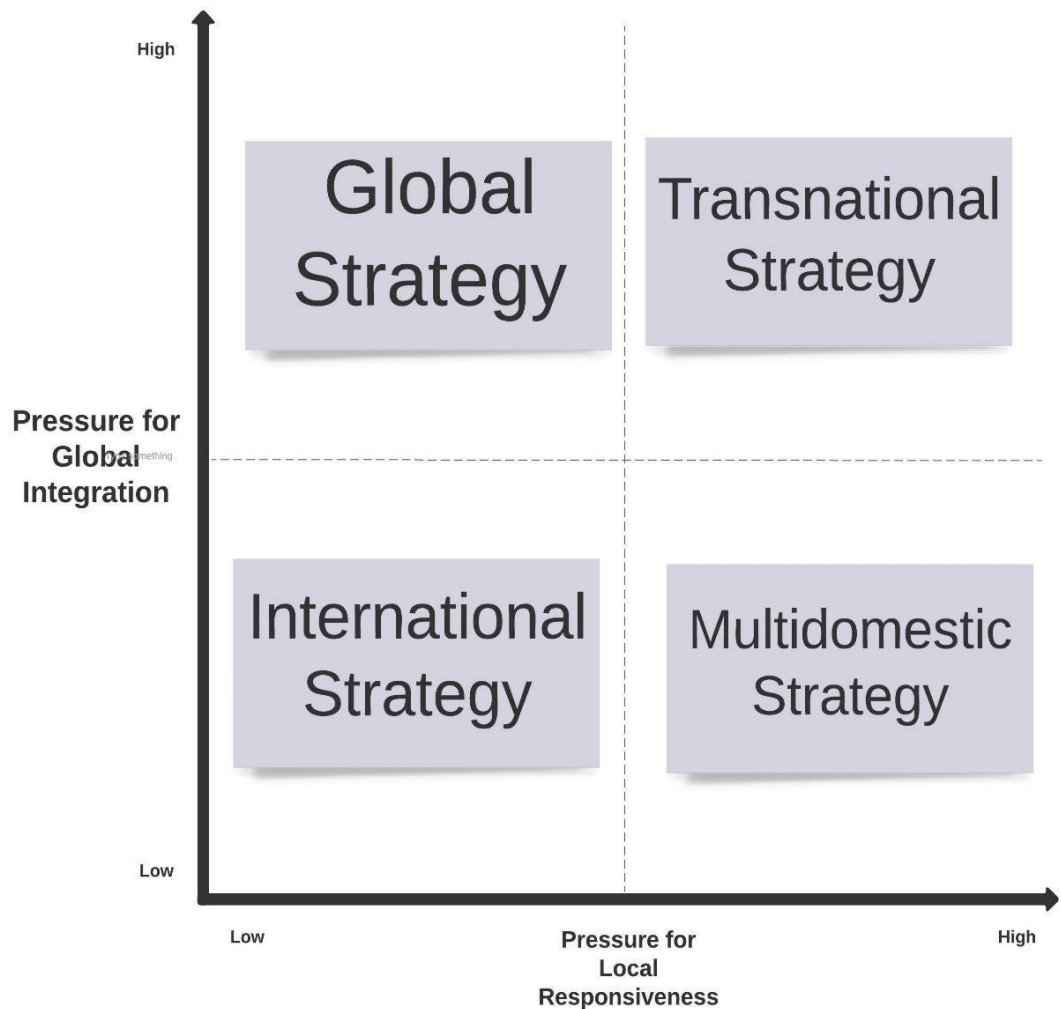 High
Global
Strategy
Transnational
Strategy
Pressure for
Global
something
Integration
International
Strategy
Multidomestic
Strategy
Low
Low
Pressure for
Local
Responsiveness
High